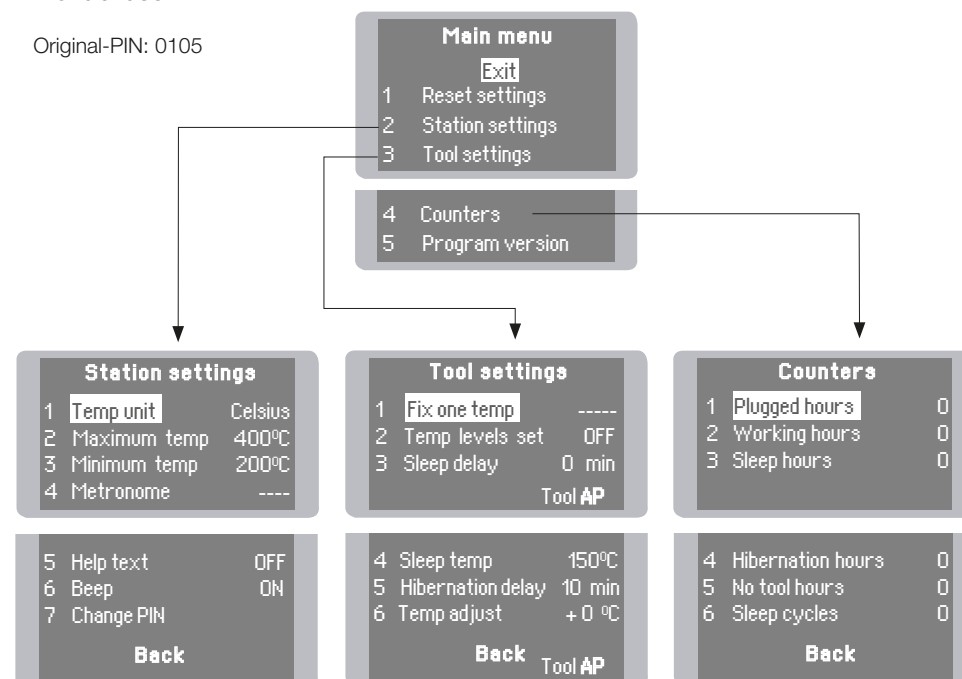 Original-PIN: 0105
Main menu
Exit
1 Reset settings
2 Station settings
3 Tool settings
4 Counters
5 Program version
Station settings
1 Temp unit Celsius
2 Maximum temp 400ºC
3 Minimum temp 200ºC
4 Metronome ----
5 Help text OFF
6 Beep ON
7 Change PIN
Back
Tool settings
1 Fix one temp -----
2 Temp levels set OFF
3 Sleep delay 0 min
Tool AP
4 Sleep temp 150ºC
5 Hibernation delay 10 min
6 Temp adjust +0 ºC
Back
Tool AP
Counters
1 Plugged hours 0
2 Working hours 0
3 Sleep hours 0
4 Hibernation hours 0
5 No tool hours 0
6 Sleep cycles 0
Back